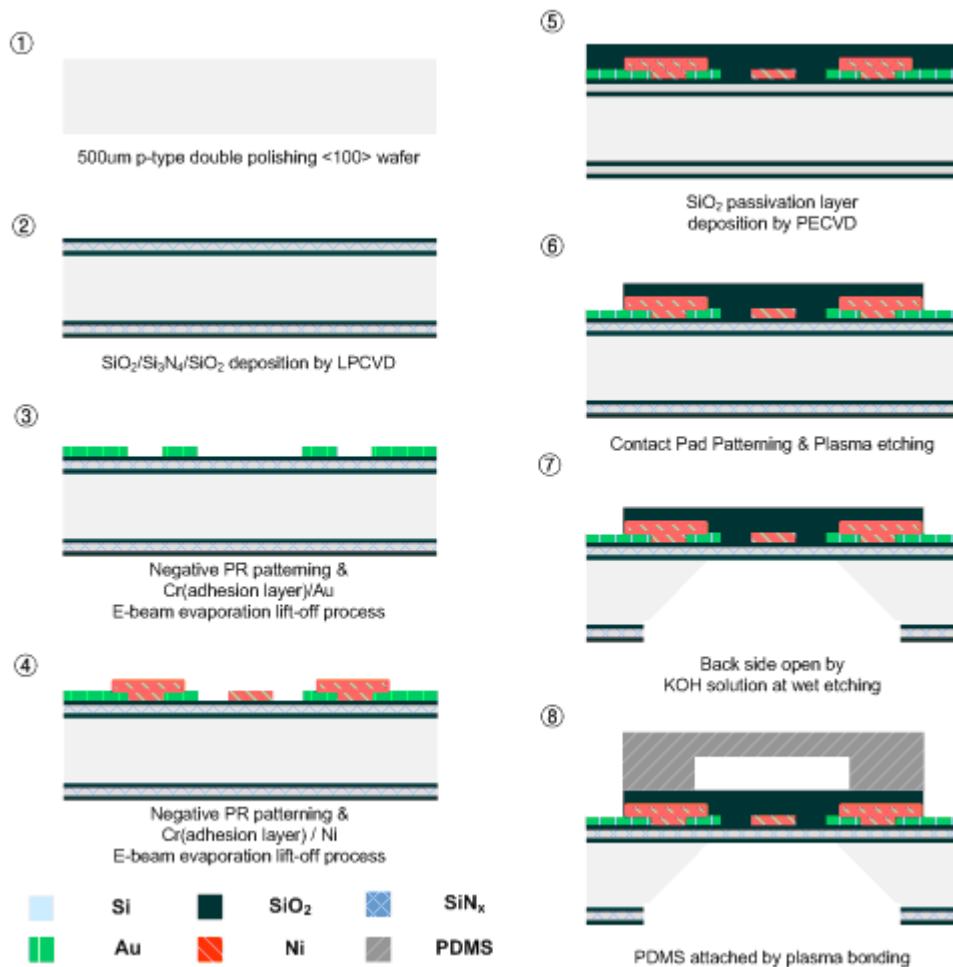 ①
500um p-type double polishing <100> wafer
②
SiO₂/Si₃N₄/SiO₂ deposition by LPCVD
③
Negative PR patterning &
Cr(adhesion layer)/Au
E-beam evaporation lift-off process
④
Negative PR patterning &
Cr(adhesion layer) / Ni
E-beam evaporation lift-off process
Si SiO₂ SiNₓ
Au Ni PDMS
⑤
SiO₂ passivation layer
deposition by PECVD
⑥
Contact Pad Patterning & Plasma etching
⑦
Back side open by
KOH solution at wet etching
⑧
PDMS attached by plasma bonding